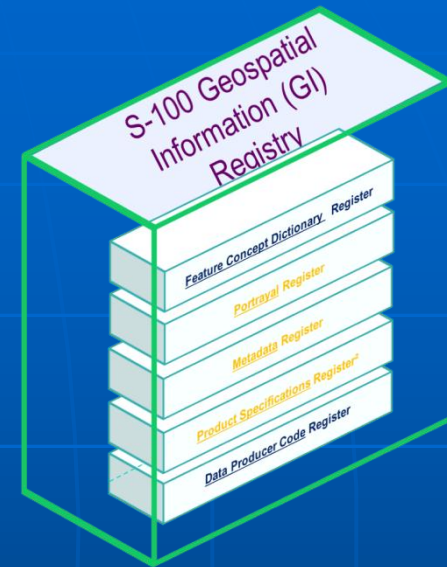 S-100 Geospatial
Information (GI)
Registry
Feature Concept Dictionary Register
Portrayal Register
Metadata Register
Product Specifications Register²
Data Producer Code Register